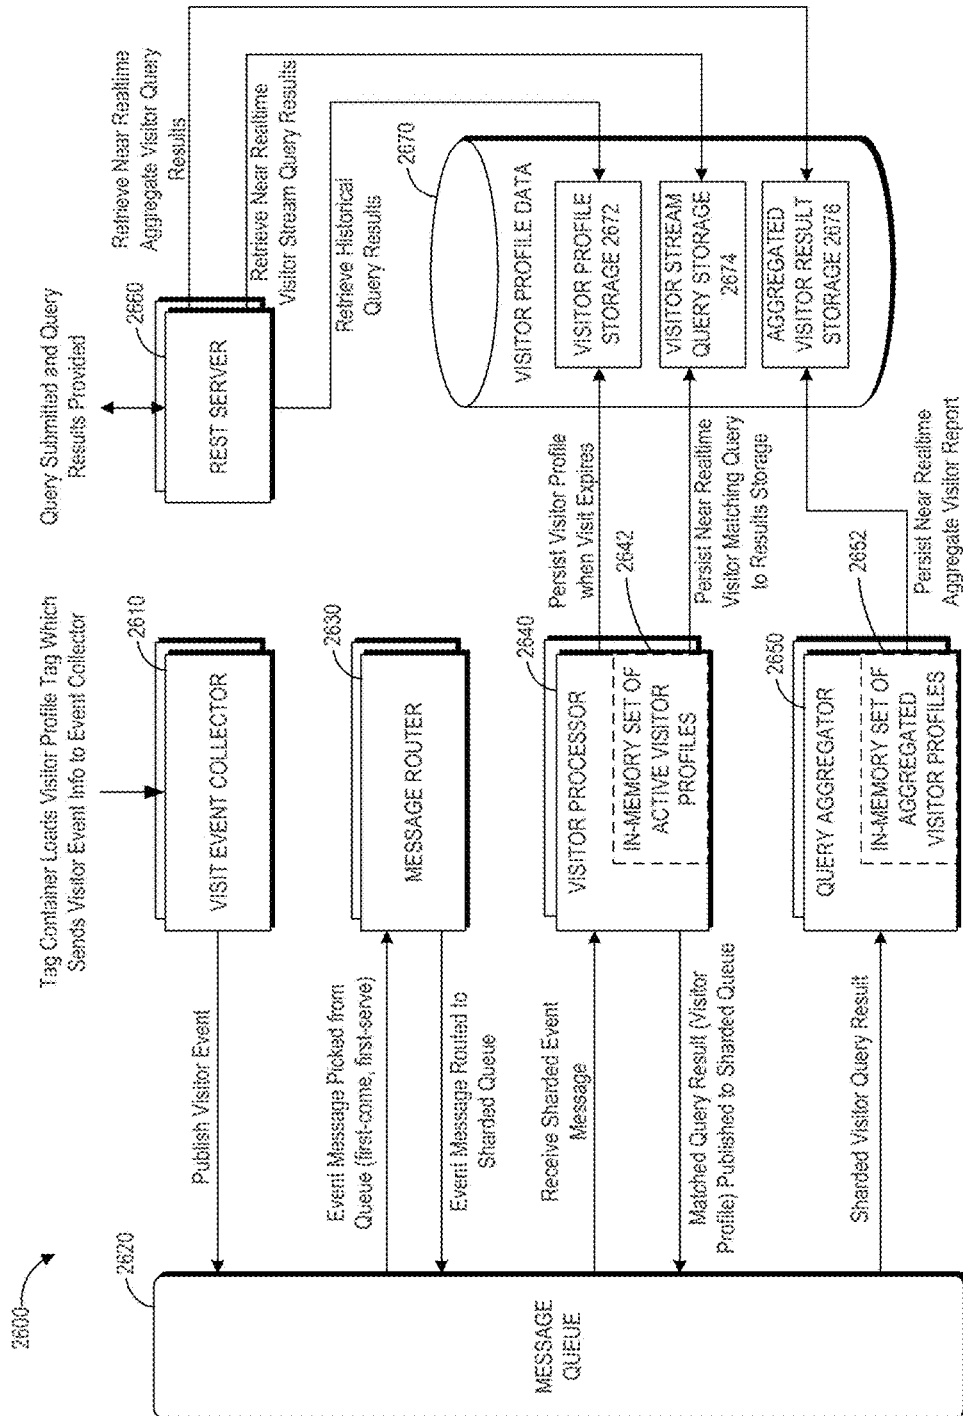 2600
2620
MESSAGE
QUEUE
Tag Container Loads Visitor Profile Tag Which
Sends Visitor Event Info to Event Collector
2610
VISIT EVENT COLLECTOR
Publish Visitor Event
2630
MESSAGE ROUTER
Event Message Picked from
Queue (first-come, first-serve)
Event Message Routed to
Sharded Queue
2640
VISITOR PROCESSOR
2642
IN-MEMORY SET OF
ACTIVE VISITOR
PROFILES
Receive Sharded Event
Message
Matched Query Result (Visitor
Profile) Published to Sharded Queue
2650
QUERY AGGREGATOR
2652
IN-MEMORY SET OF
AGGREGATED
VISITOR PROFILES
Sharded Visitor Query Result
Query Submitted and Query
Results Provided
2660
REST SERVER
Retrieve Near Realtime
Aggregate Visitor Query
Results
Retrieve Near Realtime
Visitor Stream Query Results
Retrieve Historical
Query Results
2670
VISITOR PROFILE DATA
VISITOR PROFILE
STORAGE 2672
VISITOR STREAM
QUERY STORAGE
2674
AGGREGATED
VISITOR RESULT
STORAGE 2676
Persist Visitor Profile
when Visit Expires
Persist Near Realtime
Visitor Matching Query
to Results Storage
Persist Near Realtime
Aggregate Visitor Report